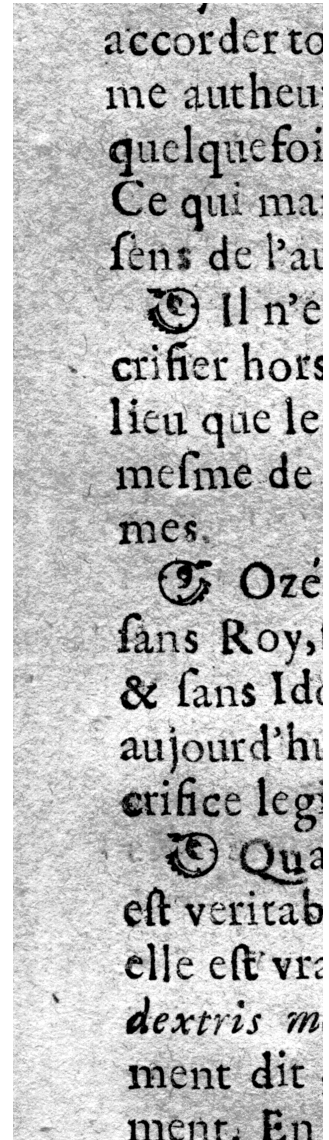 accorder to
me autheur
quelquefoi
Ce qui ma
ſens de l'au
Il n'e
crifier hors
lieu que le
meſme de
mes.
Ozé
ſans Roy,
& ſans Ido
aujourd'hu
crifice legi
Qua
eſt veritab
elle eſt vra
dextris m
ment dit
ment. En